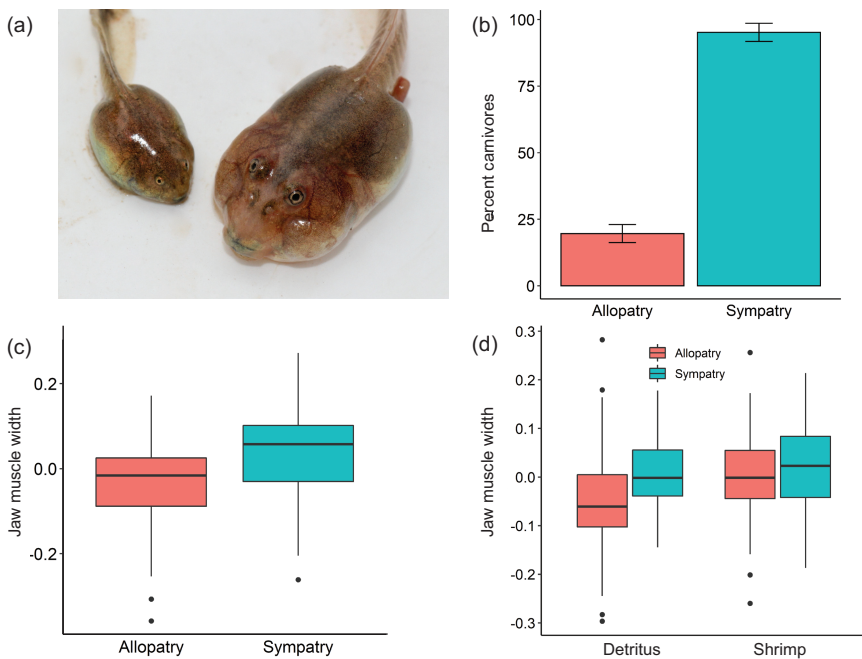 (a)
(b)
Percent carnivores
100
75
50
25
0
Allopatry
Sympatry
(c)
Jaw muscle width
0.2
0.0
-0.2
Allopatry
Sympatry
(d)
Jaw muscle width
0.3
0.2
0.1
0.0
-0.1
-0.2
-0.3
Allopatry
Sympatry
Detritus
Shrimp